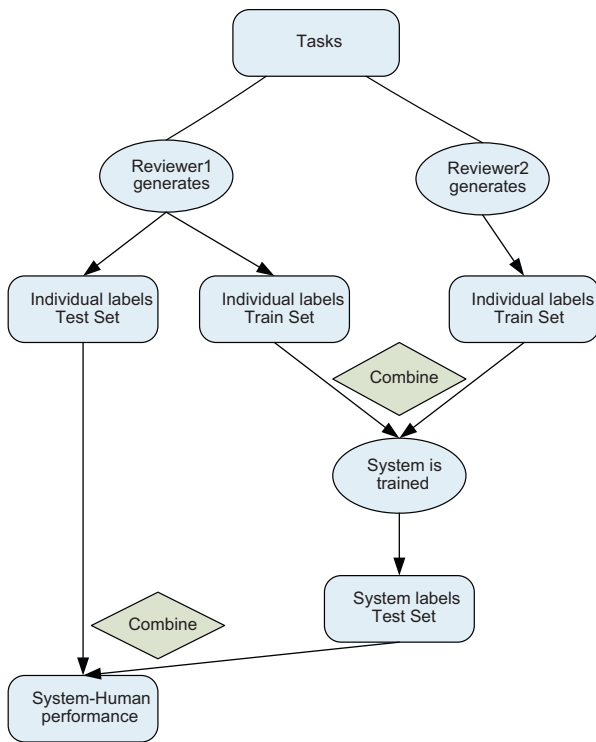 Tasks
Reviewer1
generates
Reviewer2
generates
Individual labels
Test Set
Individual labels
Train Set
Individual labels
Train Set
Combine
System is
trained
System labels
Test Set
Combine
System-Human
performance